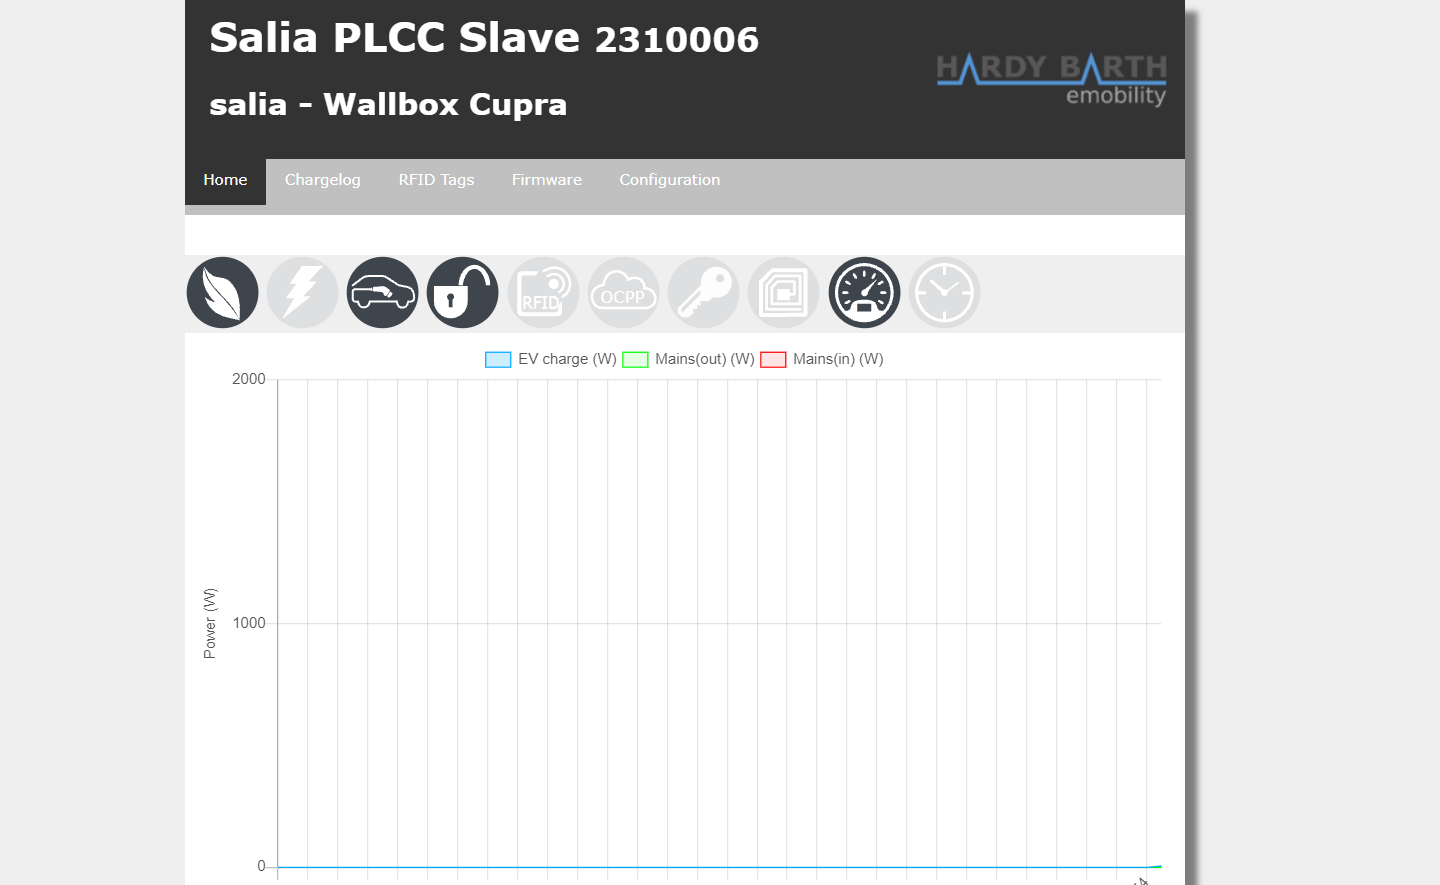 Salia PLCC Slave 2310006
HARDY BARTH
emobility
salia - Wallbox Cupra
Home Chargelog RFID Tags Firmware Configuration
RFID OCPP
EV charge (W) Mains(out) (W) Mains(in) (W)
2000
1000
0
Power (W)